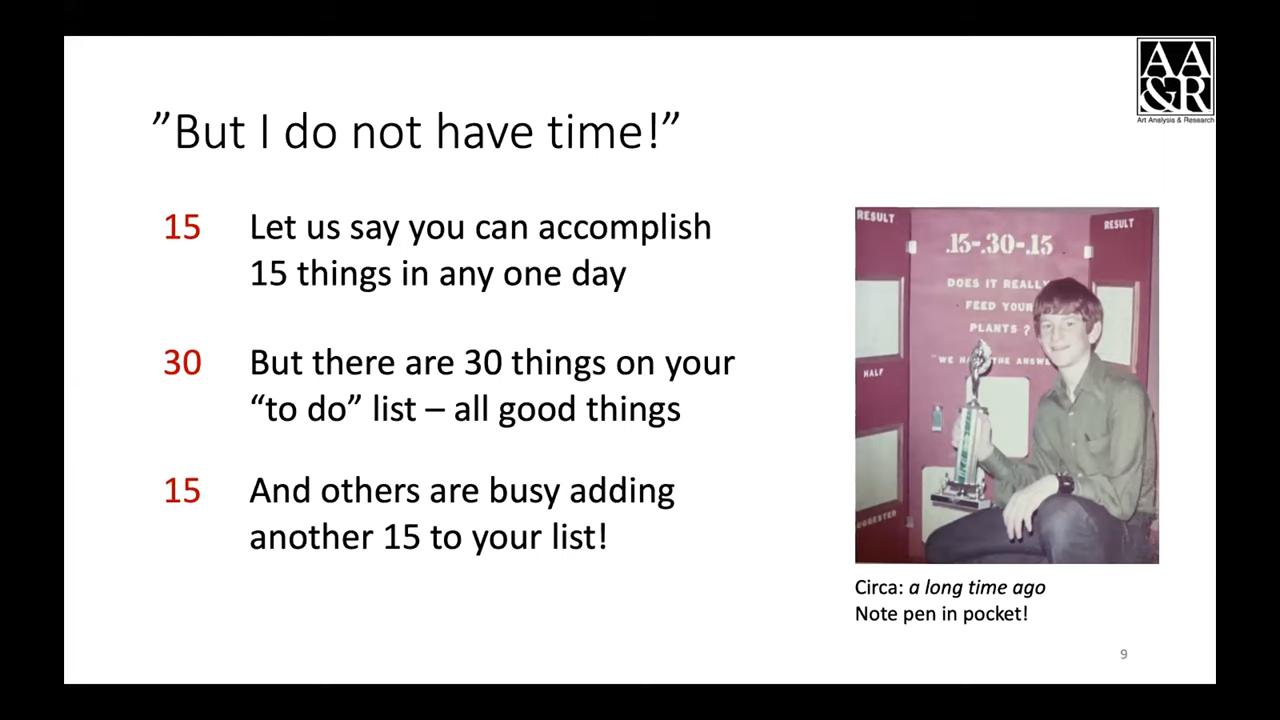 AA
&R
Art Analysis & Research
”But I do not have time!”
15 Let us say you can accomplish
15 things in any one day
30 But there are 30 things on your
“to do” list – all good things
15 And others are busy adding
another 15 to your list!
RESULT
RESULT
.15-.30-.15
DOES IT REALLY
FEED YOUR
PLANTS ?
"WE THE
HALF
Circa: a long time ago
Note pen in pocket!
9